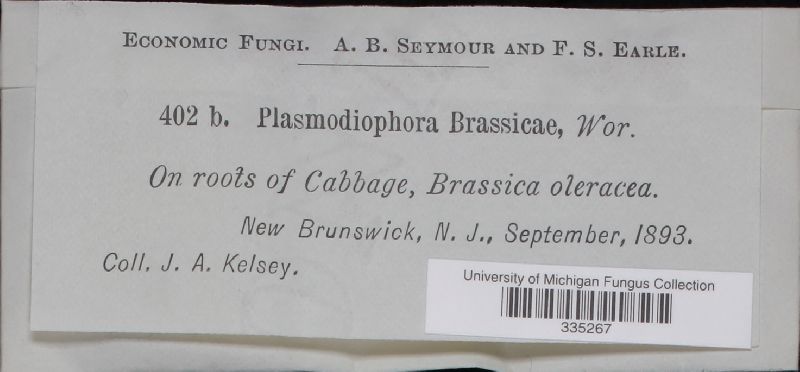 Economic Fungi. A. B. Seymour and F. S. Earle.
402 b. Plasmodiophora Brassicae, Wor.
On roots of Cabbage, Brassica oleracea.
New Brunswick, N. J., September, 1893.
Coll. J. A. Kelsey.
University of Michigan Fungus Collection
335267